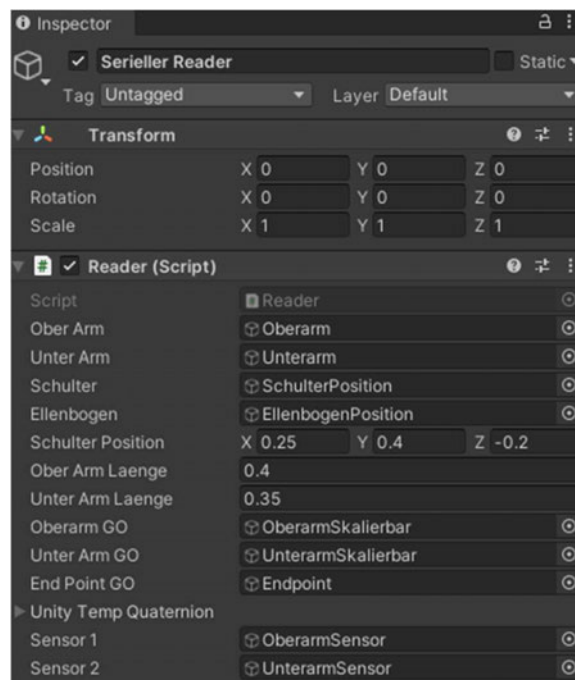 Inspector
Serieller Reader Static
Tag Untagged Layer Default
Transform
Position X 0 Y 0 Z 0
Rotation X 0 Y 0 Z 0
Scale X 1 Y 1 Z 1
# Reader (Script)
Script Reader
Ober Arm Oberarm
Unter Arm Unterarm
Schulter SchulterPosition
Ellenbogen EllenbogenPosition
Schulter Position X 0.25 Y 0.4 Z -0.2
Ober Arm Laenge 0.4
Unter Arm Laenge 0.35
Oberarm GO OberarmSkalierbar
Unter Arm GO UnterarmSkalierbar
End Point GO Endpoint
Unity Temp Quaternion
Sensor 1 OberarmSensor
Sensor 2 UnterarmSensor